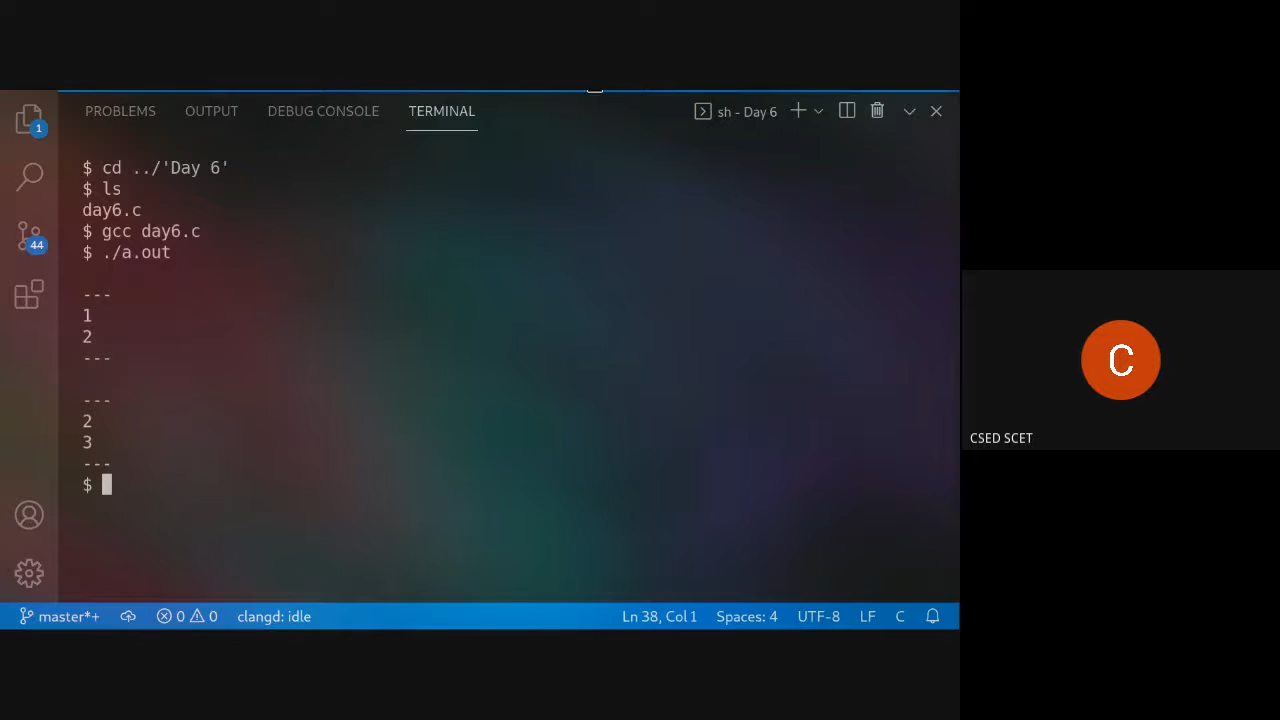 PROBLEMS OUTPUT DEBUG CONSOLE TERMINAL sh - Day 6
1
$ cd ../'Day 6'
$ ls
day6.c
$ gcc day6.c
44
$ ./a.out
---
1
2
---
---
2
3
---
$
C
CSED SCET
master*+ 0 0 clangd: idle Ln 38, Col 1 Spaces: 4 UTF-8 LF C